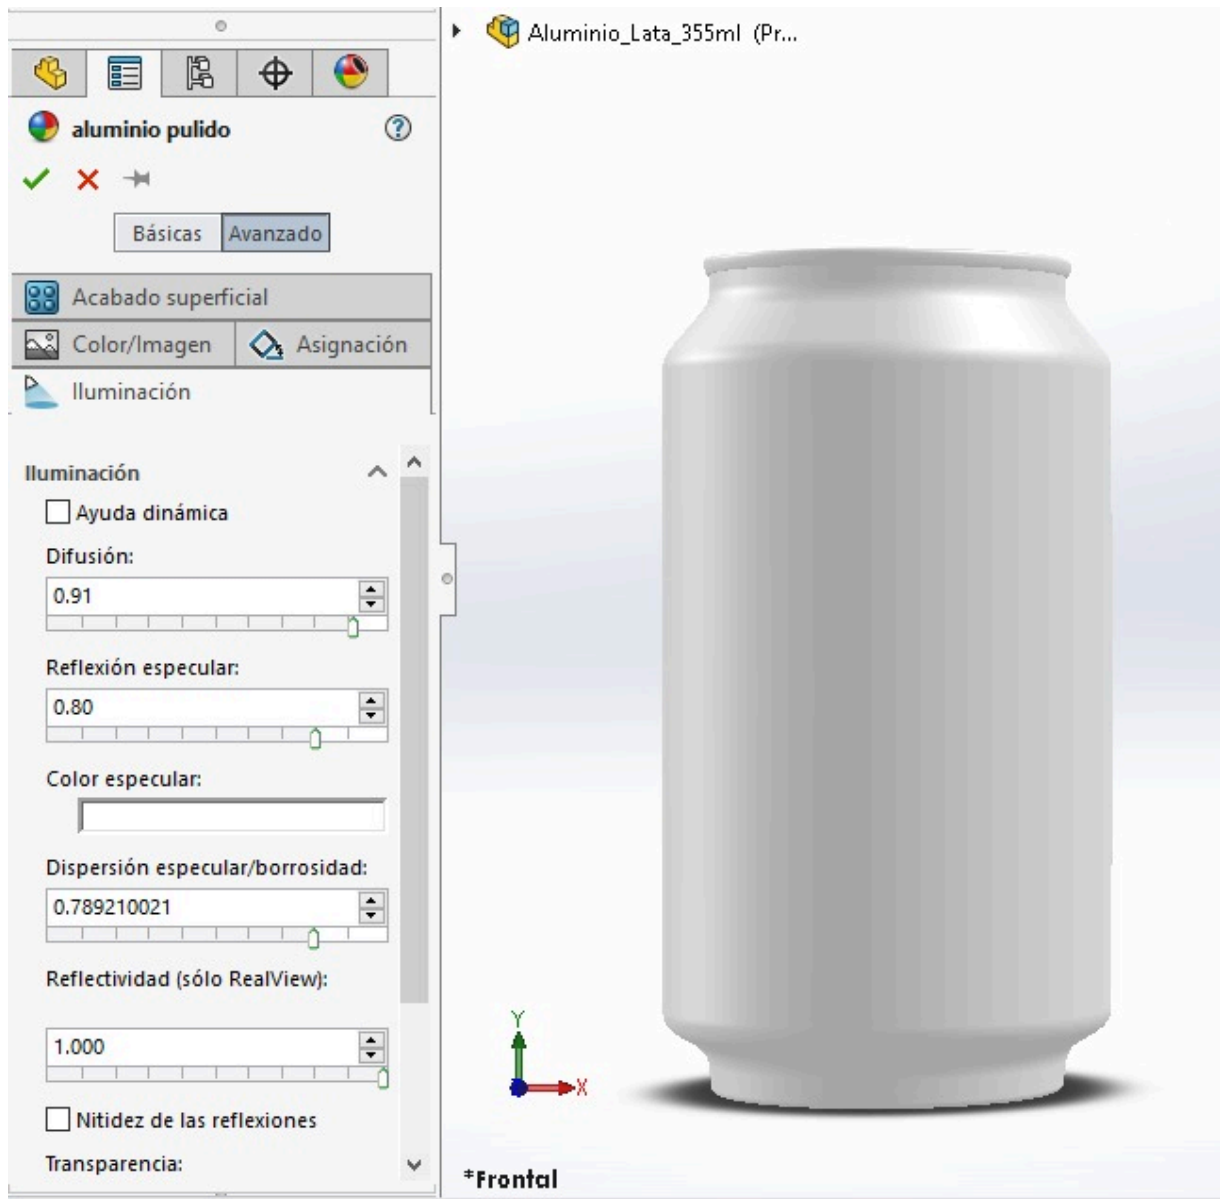 Aluminio_Lata_355ml (Pr...
aluminio pulido
?
Básicas Avanzado
Acabado superficial
Color/Imagen Asignación
Iluminación
Iluminación
Ayuda dinámica
Difusión:
0.91
Reflexión especular:
0.80
Color especular:
Dispersión especular/borrosidad:
0.789210021
Reflectividad (sólo RealView):
1.000
Nitidez de las reflexiones
Transparencia:
Y
X
*Frontal